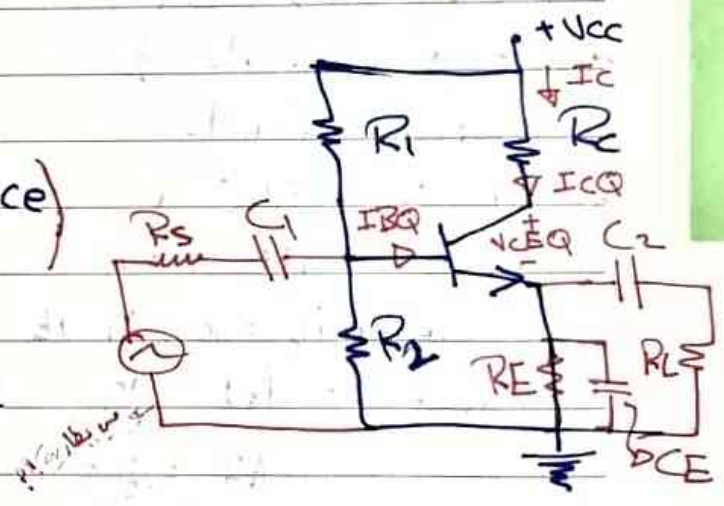 +VCC
IC
R1
RC
ce)
ICQ
RS
C1
IBQ
+
VCEQ
-
C2
R2
RE
RL
CE